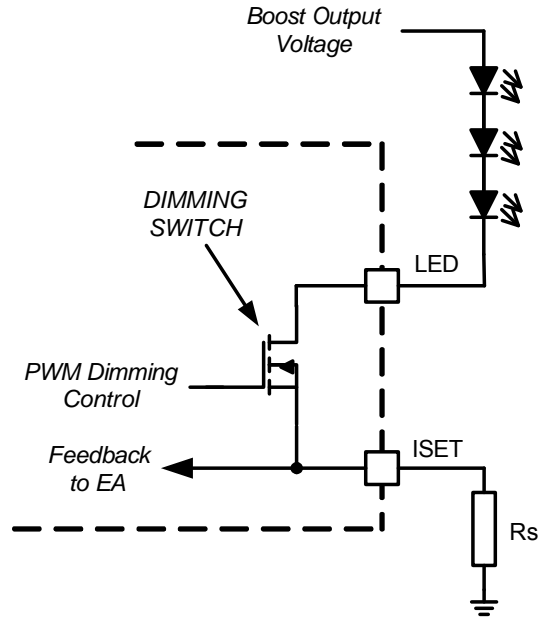 Boost Output
Voltage
DIMMING
SWITCH
LED
PWM Dimming
Control
Feedback
to EA
ISET
Rs